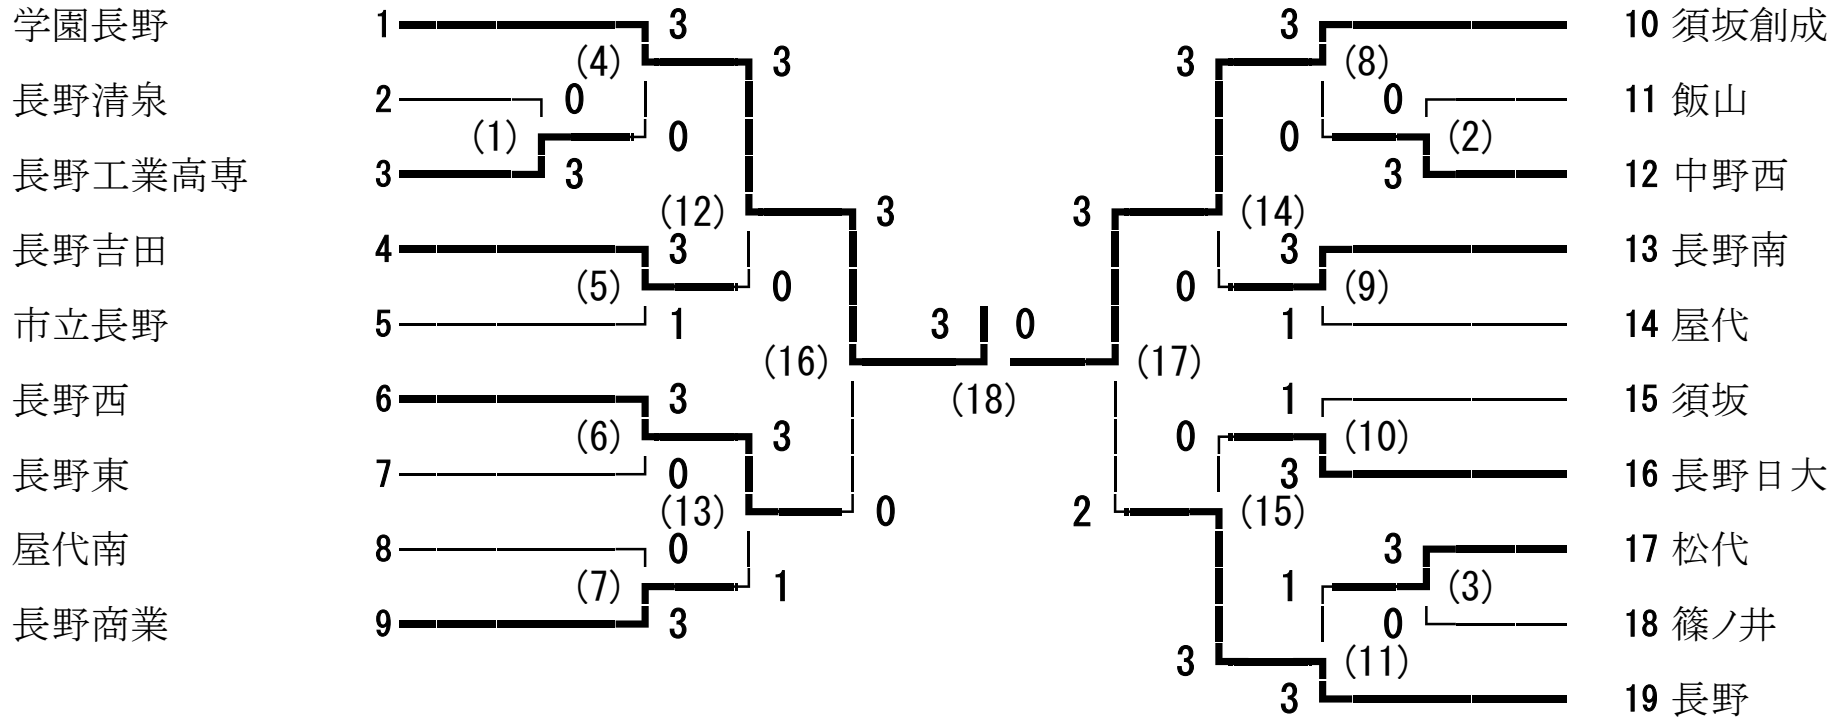 学園長野 1 3 3 10 須坂創成
(4) 3 3 (8)
長野清泉 2 0 0 11 飯山
(1) 0 0 (2)
長野工業高専 3 3 3 12 中野西
(12) 3 3 (14)
長野吉田 4 3 3 13 長野南
(5) 0 0 (9)
市立長野 5 1 3 0 1 14 屋代
(16) (17)
長野西 6 3 (18) 1 15 須坂
(6) 3 0 (10)
長野東 7 0 3 16 長野日大
(13) 0 2 (15)
屋代南 8 0 3 17 松代
(7) 1 1 (3)
長野商業 9 3 0 18 篠ノ井
3 (11)
3 19 長野